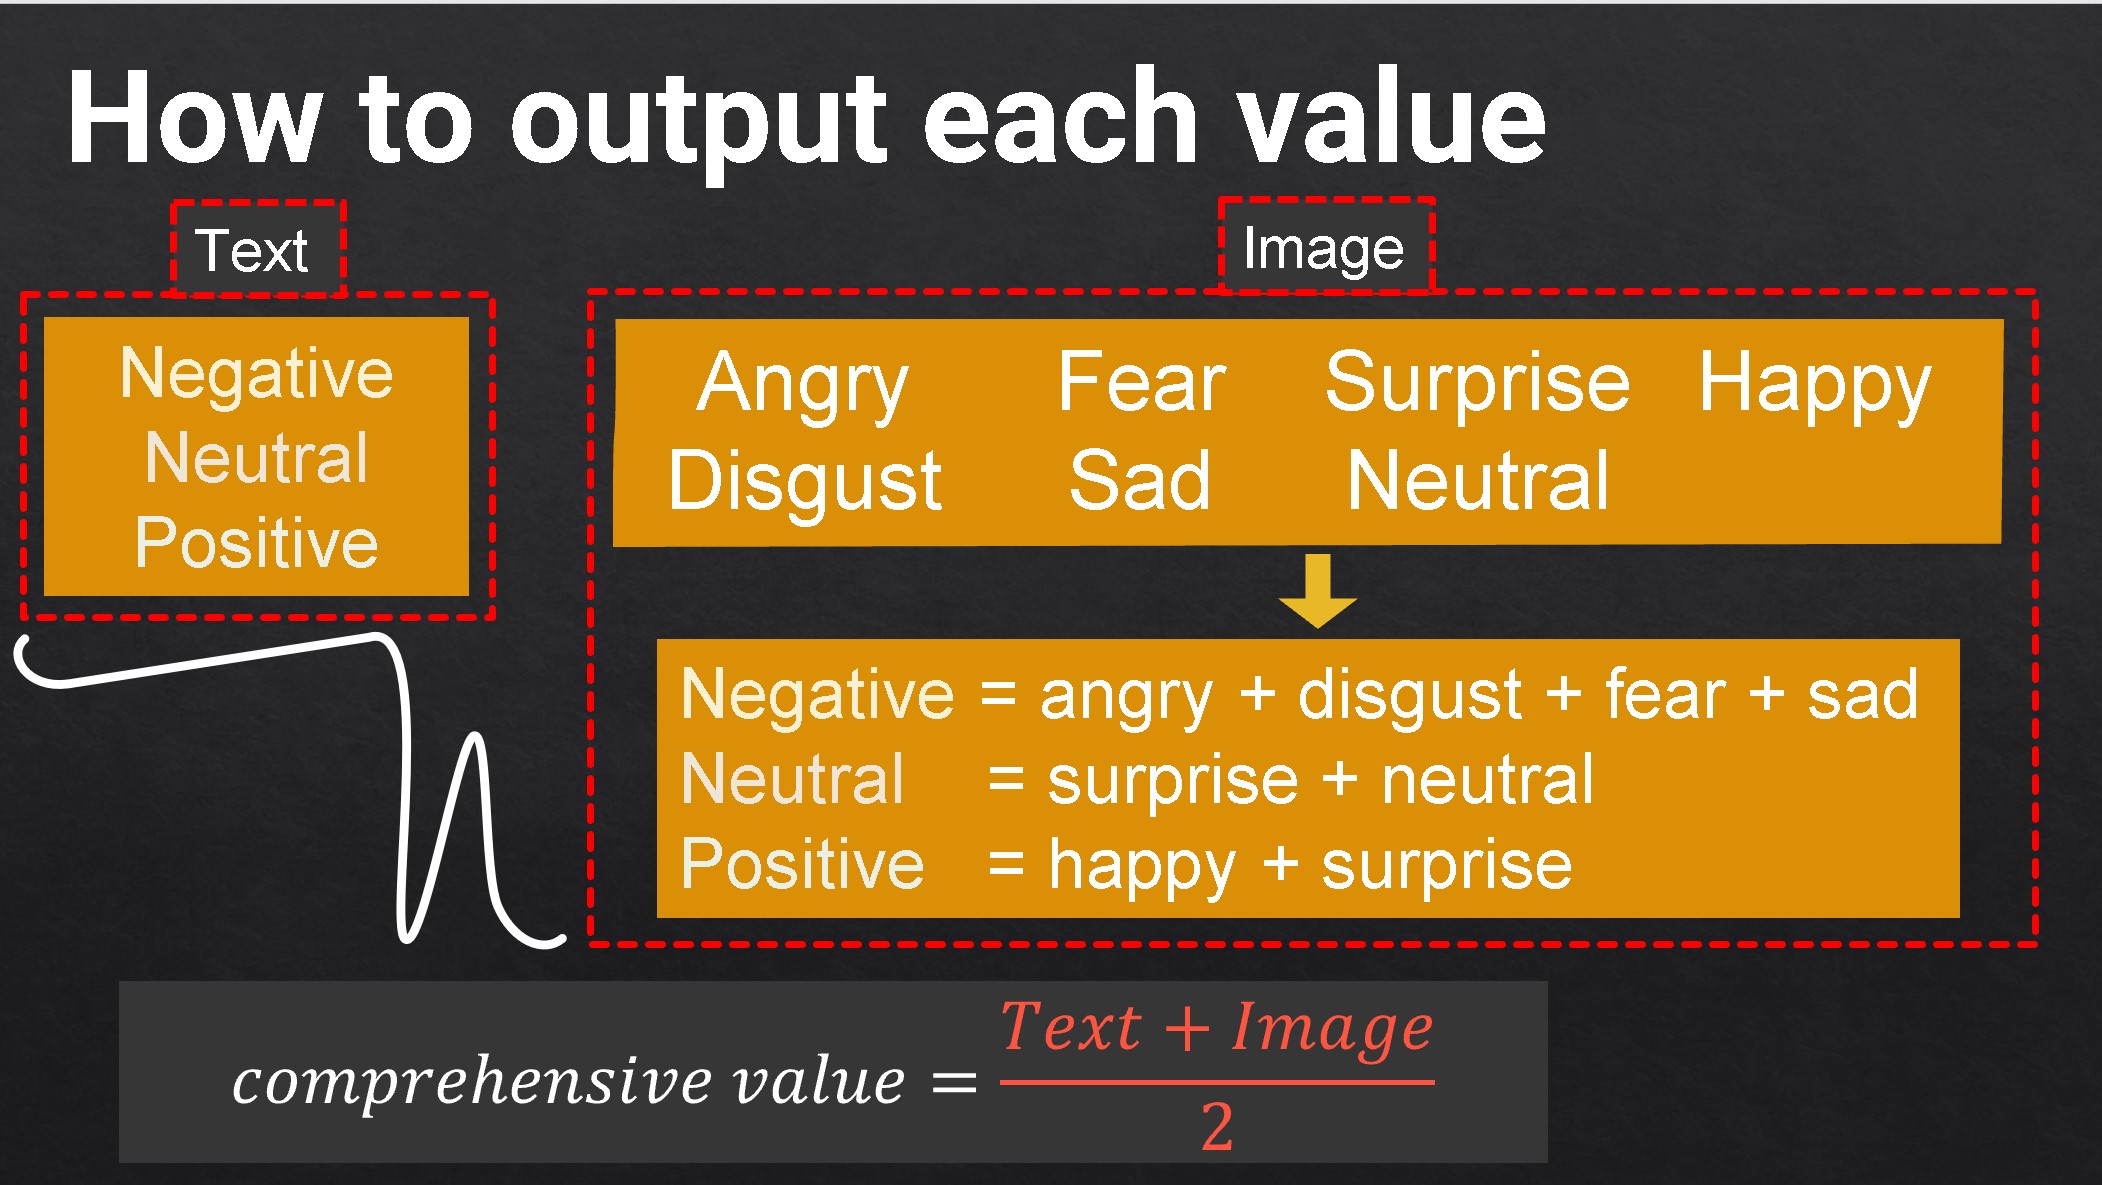 How to output each value
Text
Negative
Neutral
Positive
Image
Angry Fear Surprise Happy
Disgust Sad Neutral
Negative = angry + disgust + fear + sad
Neutral = surprise + neutral
Positive = happy + surprise
comprehensive value = (Text + Image) / 2